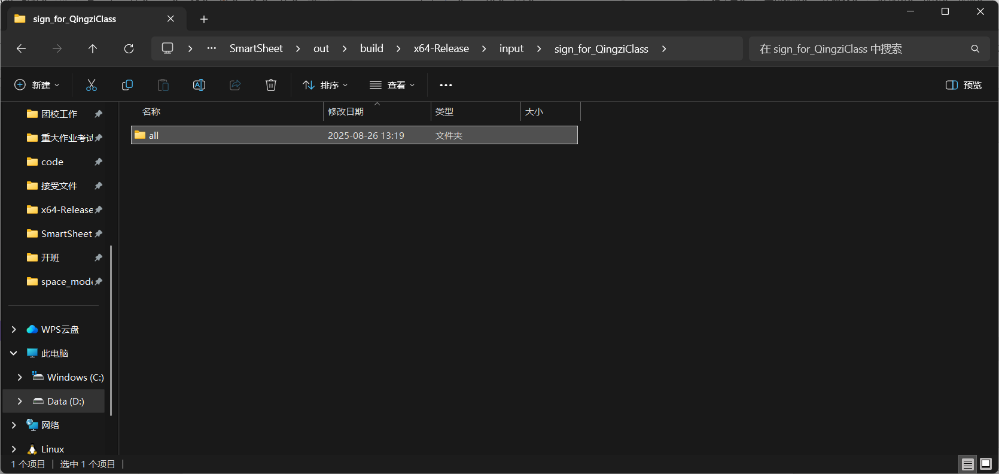 sign_for_QingziClass
SmartSheet > out > build > x64-Release > input > sign_for_QingziClass >
在 sign_for_QingziClass 中搜索
新建
排序
查看
预览
团校工作
重大作业考试
code
接受文件
x64-Release
SmartSheet
开班
space_mode
WPS云盘
此电脑
Windows (C:)
Data (D:)
网络
Linux
名称 修改日期 类型 大小
all 2025-08-26 13:19 文件夹
1 个项目 选中 1 个项目